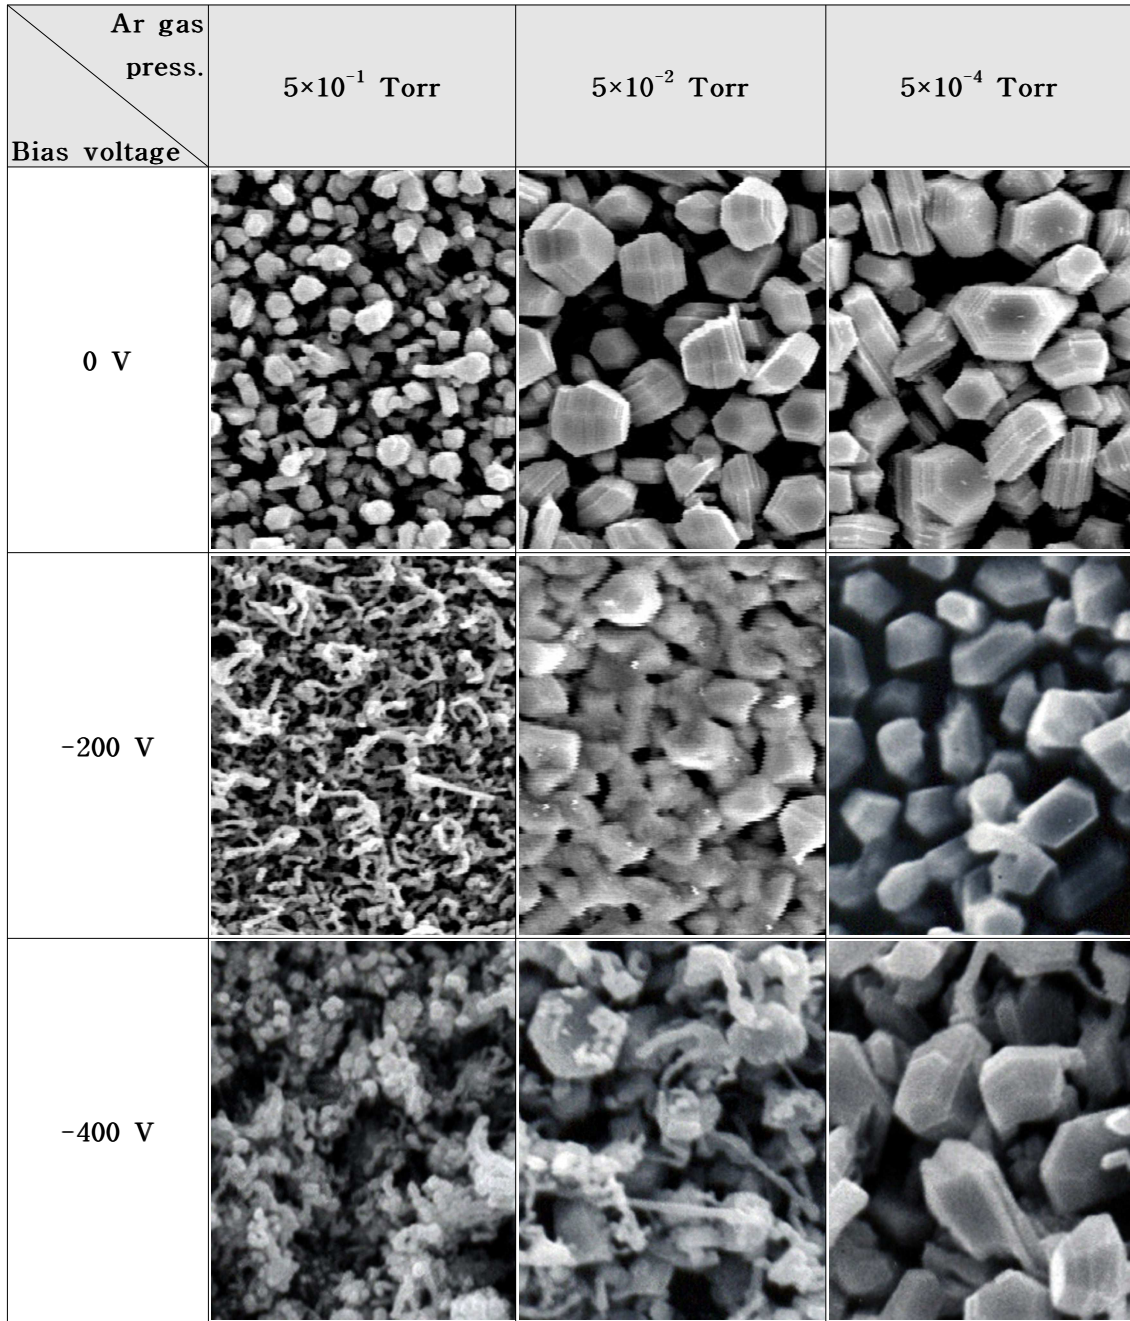 Ar gas
press.
Bias voltage
5×10⁻¹ Torr
5×10⁻² Torr
5×10⁻⁴ Torr
0 V
-200 V
-400 V